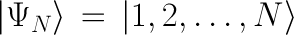 |Ψ_N⟩ = |1, 2, . . . , N⟩